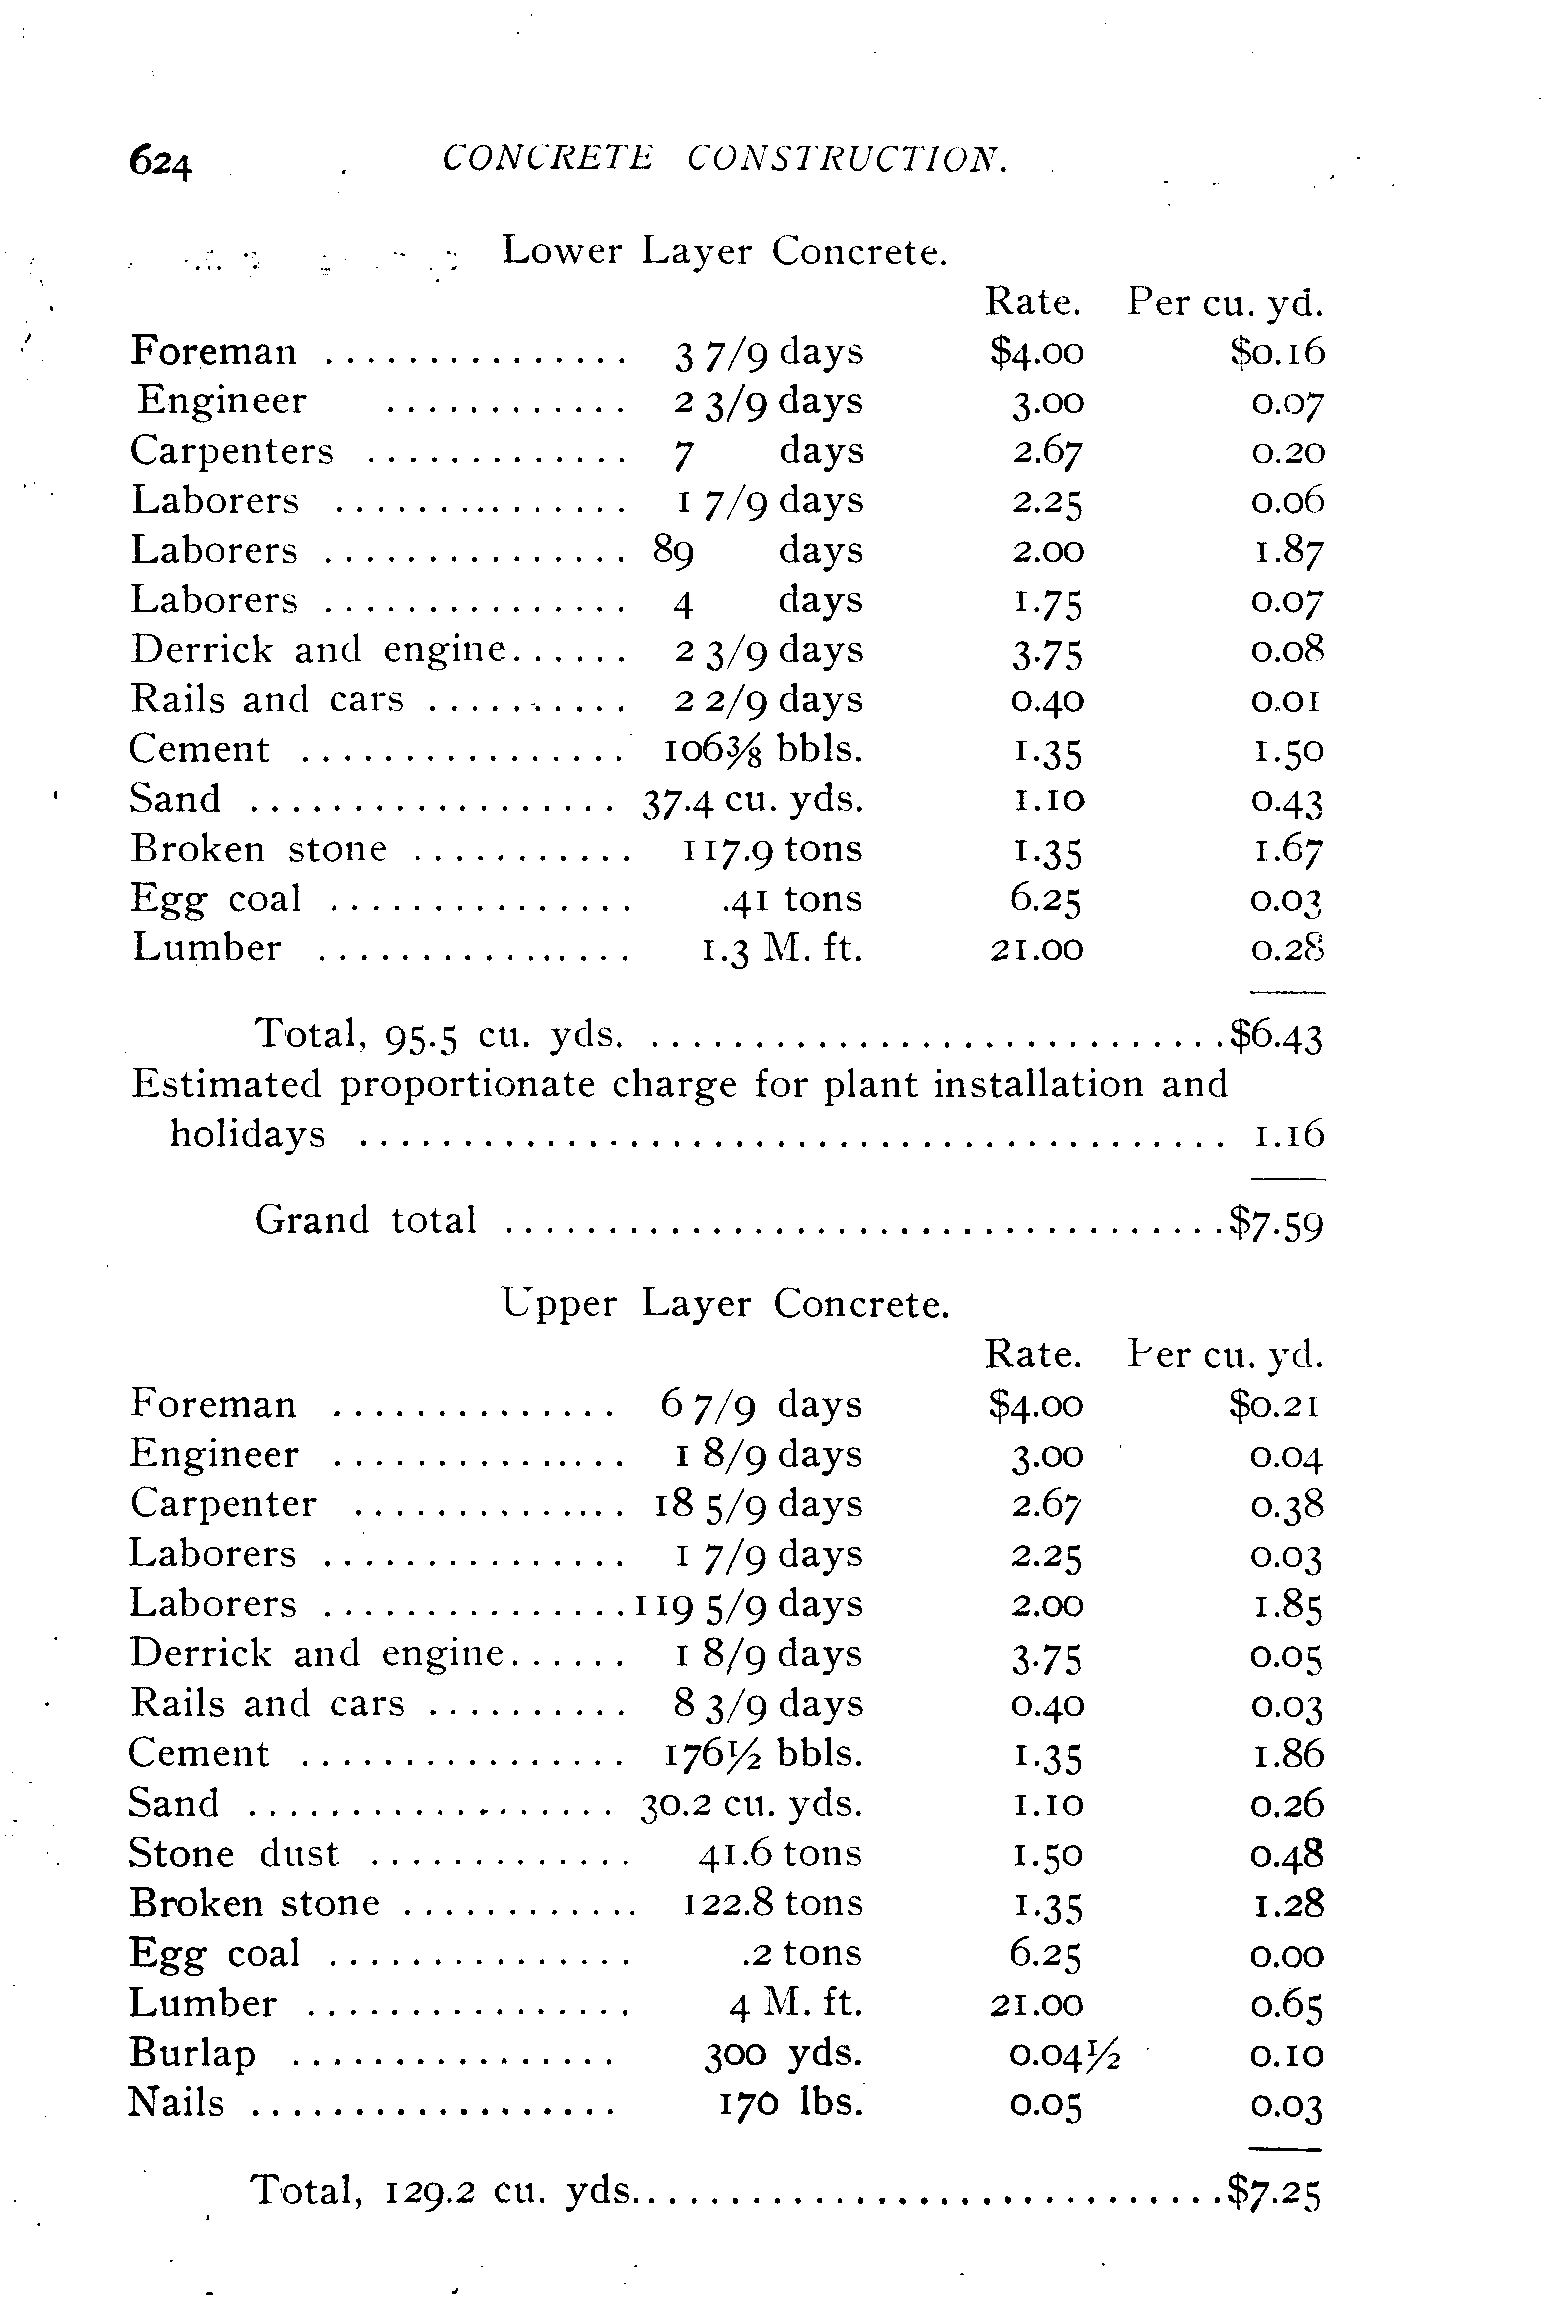 624 CONCRETE CONSTRUCTION.
Lower Layer Concrete.
Rate. Per cu. yd.
Foreman ............... 3 7/9 days $4.00 $0.16
Engineer ............ 2 3/9 days 3.00 0.07
Carpenters ............. 7 days 2.67 0.20
Laborers .............. 1 7/9 days 2.25 0.06
Laborers ............... 89 days 2.00 1.87
Laborers ............... 4 days 1.75 0.07
Derrick and engine...... 2 3/9 days 3.75 0.08
Rails and cars .......... 2 2/9 days 0.40 0.01
Cement ................ 106⅜ bbls. 1.35 1.50
Sand .................. 37.4 cu. yds. 1.10 0.43
Broken stone ........... 117.9 tons 1.35 1.67
Egg coal ............... .41 tons 6.25 0.03
Lumber ................ 1.3 M. ft. 21.00 0.28
Total, 95.5 cu. yds. ............................$6.43
Estimated proportionate charge for plant installation and
holidays .......................................... 1.16
Grand total ...................................$7.59
Upper Layer Concrete.
Rate. Per cu. yd.
Foreman .............. 6 7/9 days $4.00 $0.21
Engineer ............... 1 8/9 days 3.00 0.04
Carpenter .............. 18 5/9 days 2.67 0.38
Laborers ............... 1 7/9 days 2.25 0.03
Laborers ...............119 5/9 days 2.00 1.85
Derrick and engine...... 1 8/9 days 3.75 0.05
Rails and cars .......... 8 3/9 days 0.40 0.03
Cement ................ 176½ bbls. 1.35 1.86
Sand .................. 30.2 cu. yds. 1.10 0.26
Stone dust ............. 41.6 tons 1.50 0.48
Broken stone ............ 122.8 tons 1.35 1.28
Egg coal ............... .2 tons 6.25 0.00
Lumber ................ 4 M. ft. 21.00 0.65
Burlap ................ 300 yds. 0.04½ 0.10
Nails .................. 170 lbs. 0.05 0.03
Total, 129.2 cu. yds.............................$7.25